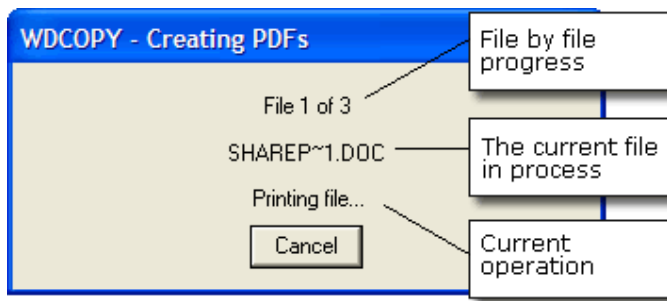 WDCOPY - Creating PDFs
File by file
progress
File 1 of 3
SHAREP~1.DOC
The current file
in process
Printing file...
Cancel
Current
operation